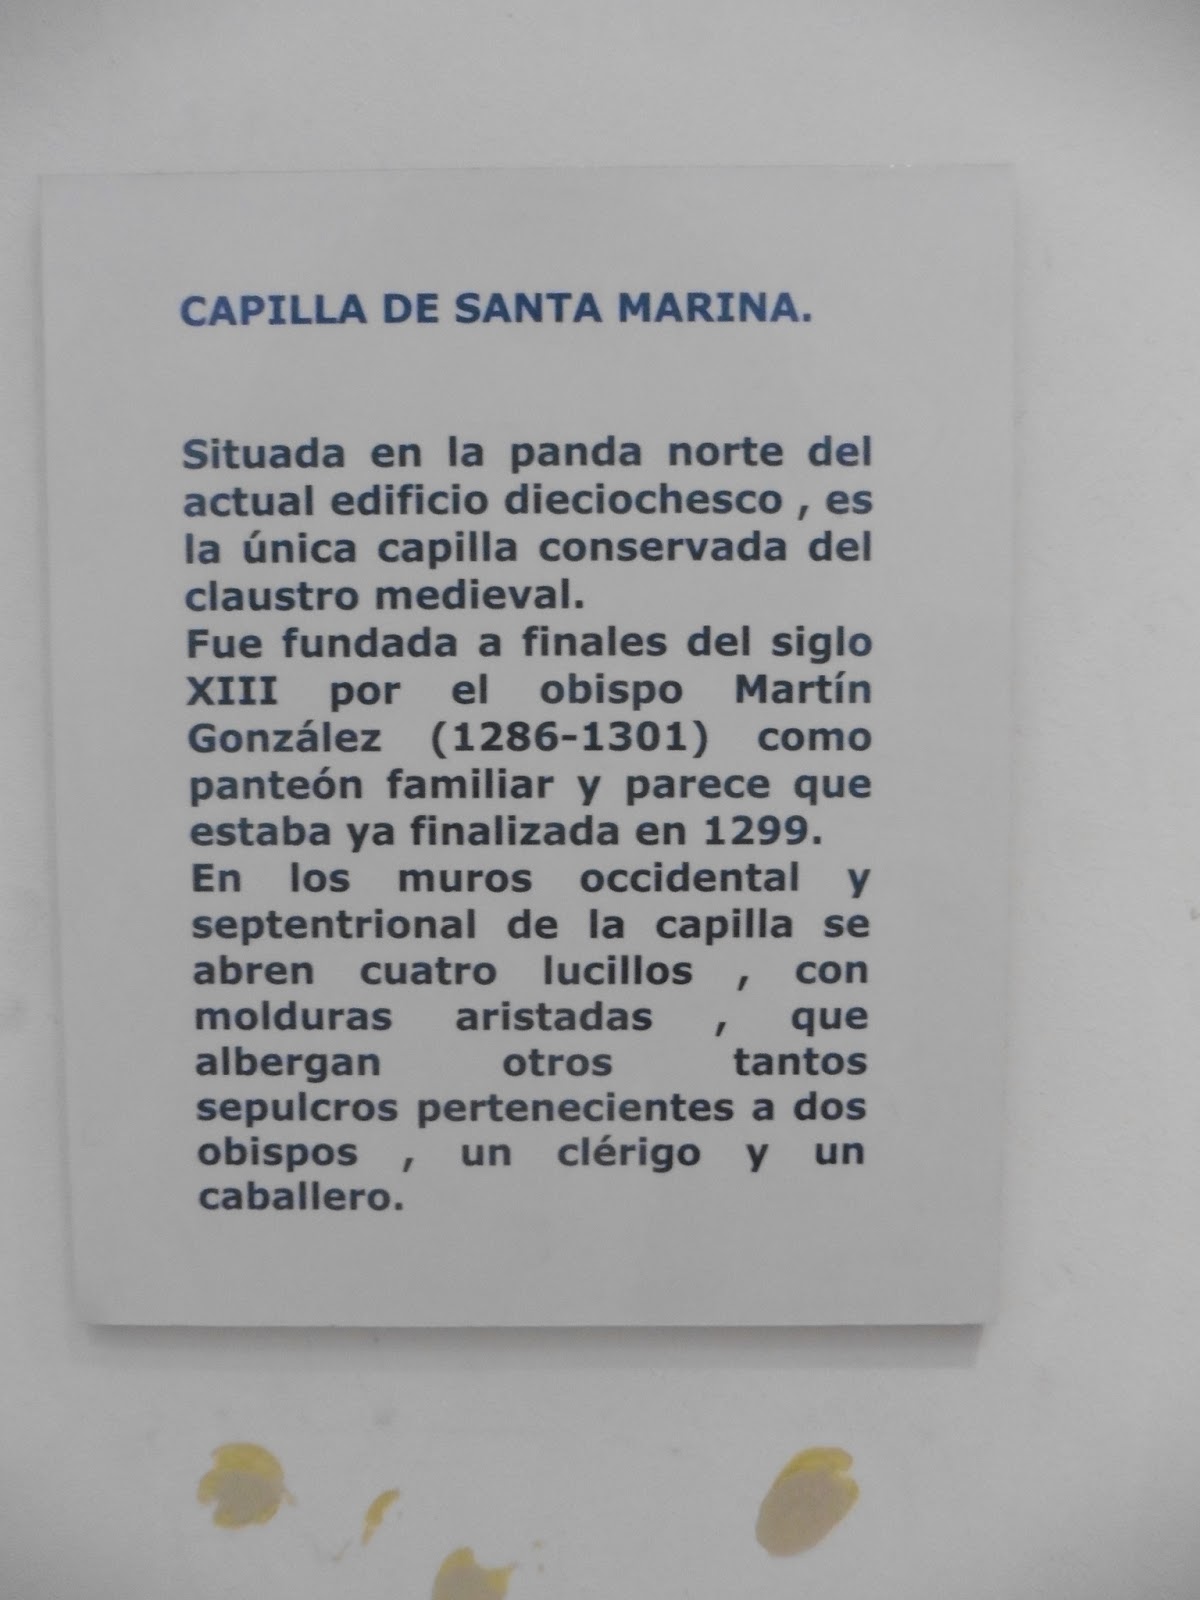 CAPILLA DE SANTA MARINA.
Situada en la panda norte del
actual edificio dieciochesco , es
la única capilla conservada del
claustro medieval.
Fue fundada a finales del siglo
XIII por el obispo Martín
González (1286-1301) como
panteón familiar y parece que
estaba ya finalizada en 1299.
En los muros occidental y
septentrional de la capilla se
abren cuatro lucillos , con
molduras aristadas , que
albergan otros tantos
sepulcros pertenecientes a dos
obispos , un clérigo y un
caballero.